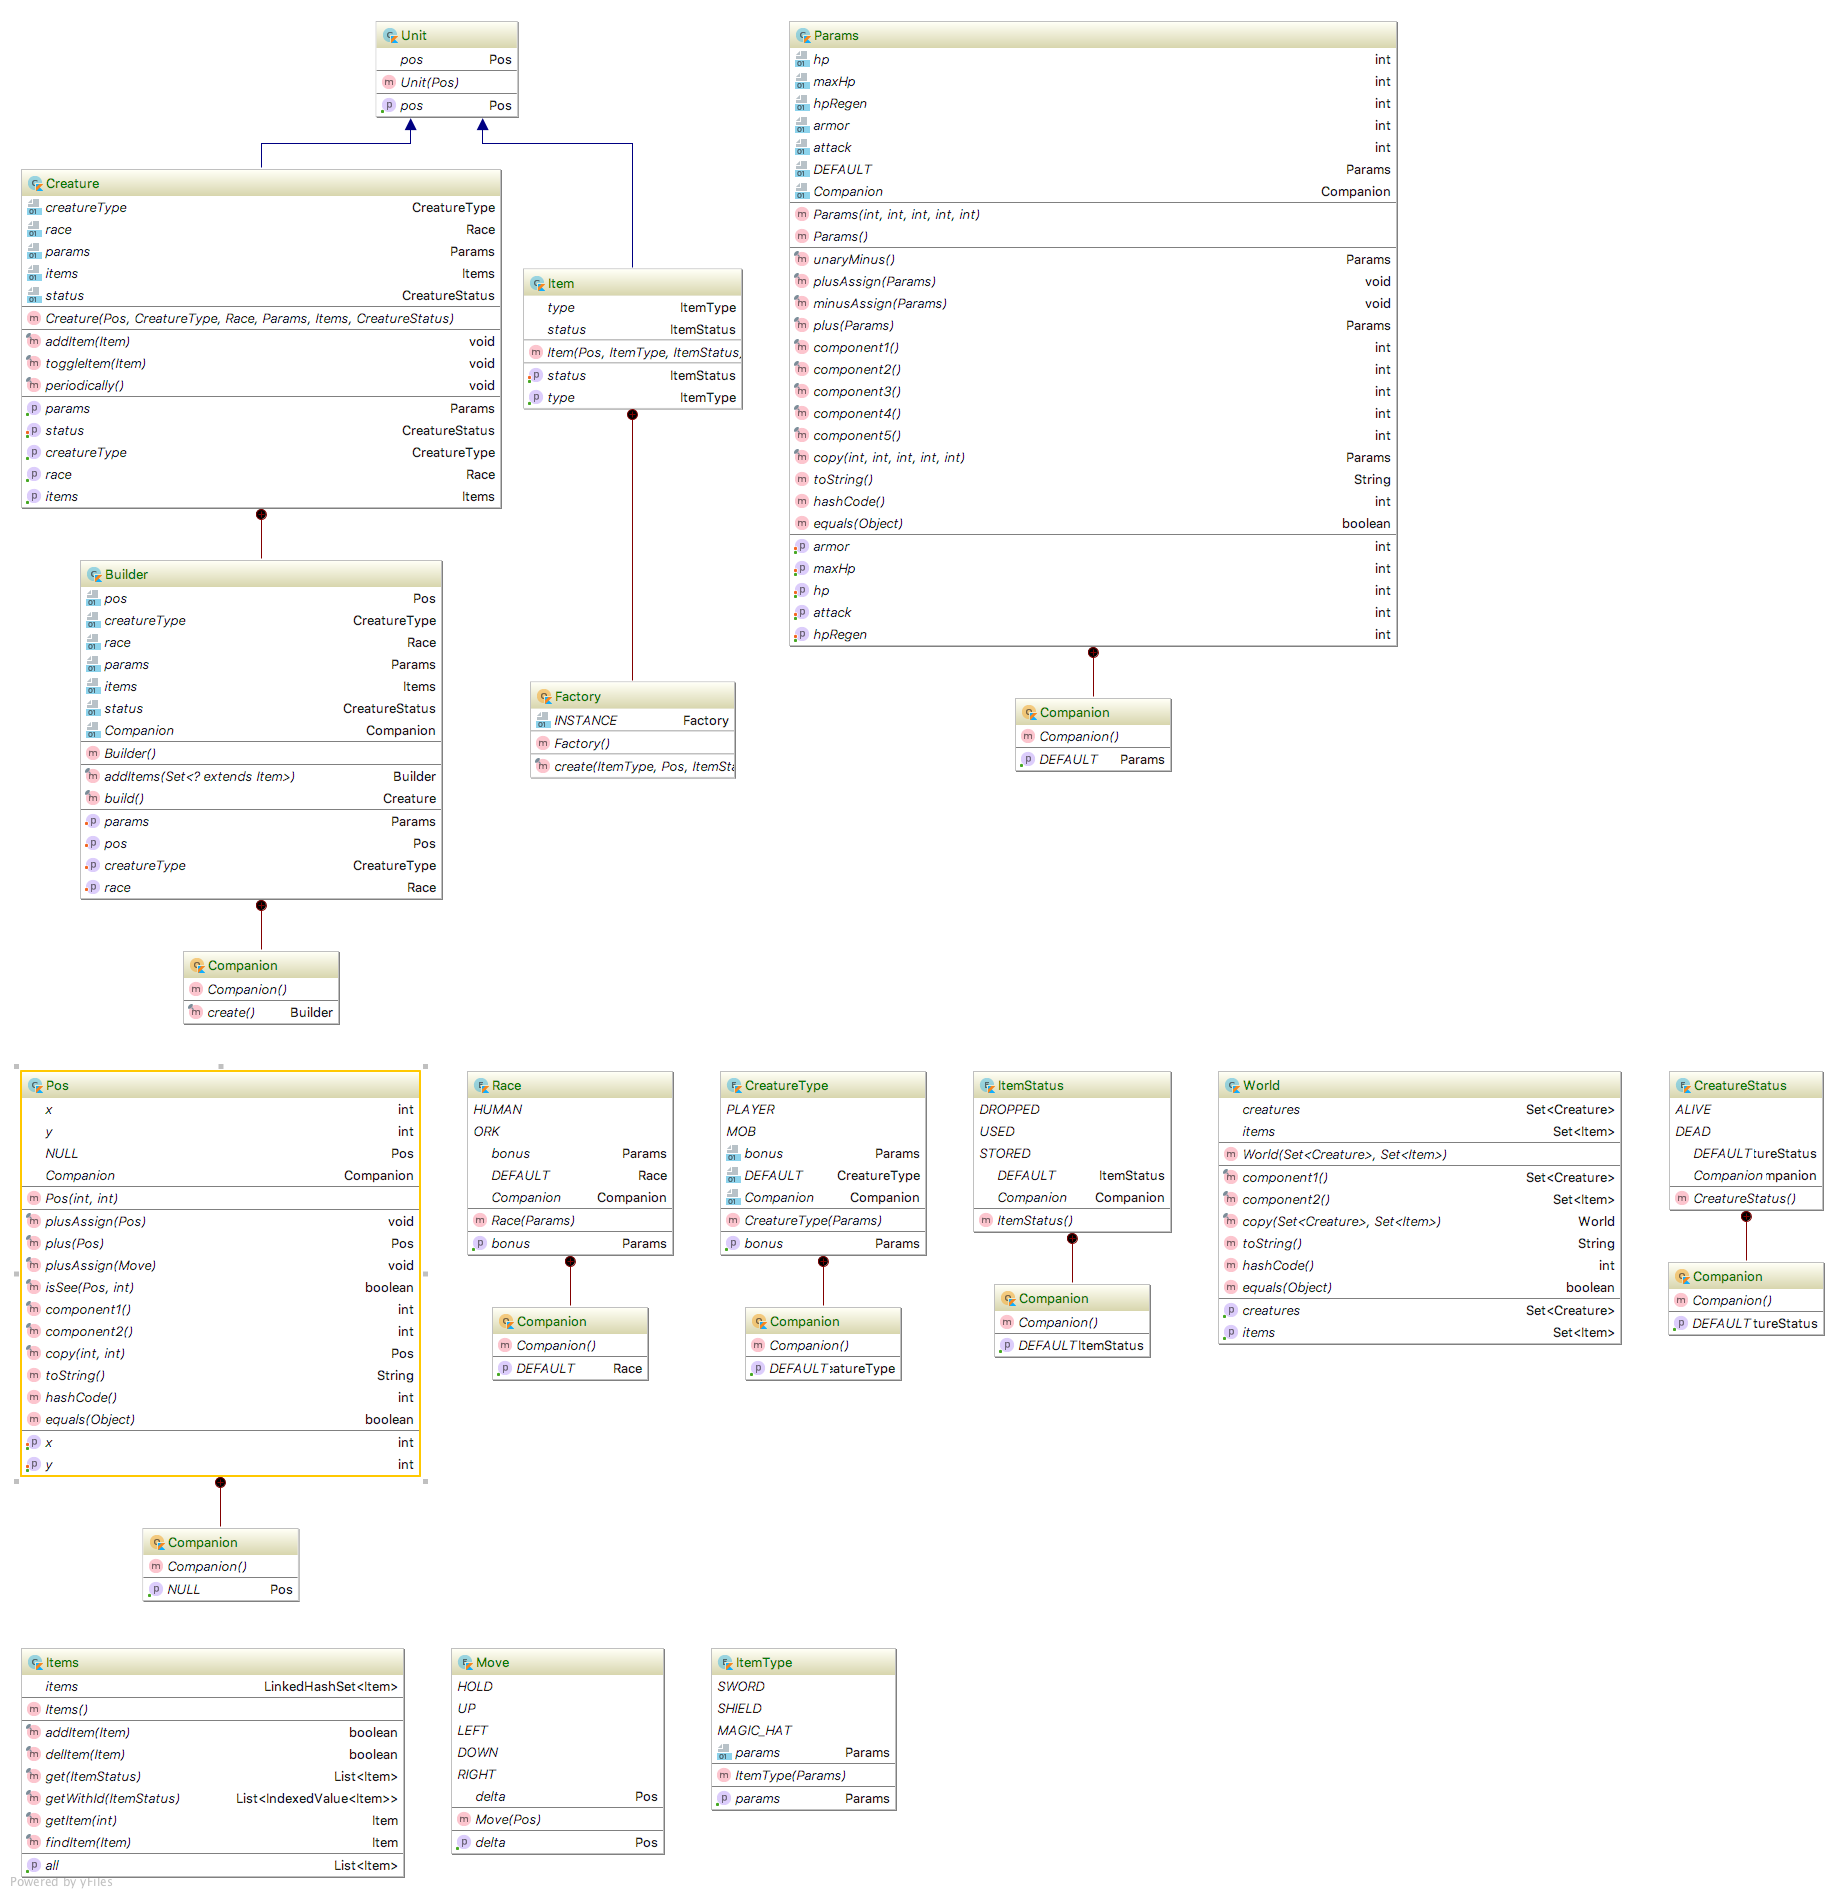 Unit
pos Pos
Unit(Pos)
pos Pos
Params
hp int
maxHp int
hpRegen int
armor int
attack int
DEFAULT Params
Companion Companion
Params(int, int, int, int, int)
Params()
unaryMinus() Params
plusAssign(Params) void
minusAssign(Params) void
plus(Params) Params
component1() int
component2() int
component3() int
component4() int
component5() int
copy(int, int, int, int, int) Params
toString() String
hashCode() int
equals(Object) boolean
armor int
maxHp int
hp int
attack int
hpRegen int
Creature
creatureType CreatureType
race Race
params Params
items Items
status CreatureStatus
Creature(Pos, CreatureType, Race, Params, Items, CreatureStatus)
addItem(Item) void
toggleItem(Item) void
periodically() void
params Params
status CreatureStatus
creatureType CreatureType
race Race
items Items
Item
type ItemType
status ItemStatus
Item(Pos, ItemType, ItemStatus,
status ItemStatus
type ItemType
Builder
pos Pos
creatureType CreatureType
race Race
params Params
items Items
status CreatureStatus
Companion Companion
Builder()
addItems(Set<? extends Item>) Builder
build() Creature
params Params
pos Pos
creatureType CreatureType
race Race
Factory
INSTANCE Factory
Factory()
create(ItemType, Pos, ItemSta
Companion
Companion()
DEFAULT Params
Companion
Companion()
create() Builder
Pos
x int
y int
NULL Pos
Companion Companion
Pos(int, int)
plusAssign(Pos) void
plus(Pos) Pos
plusAssign(Move) void
isSee(Pos, int) boolean
component1() int
component2() int
copy(int, int) Pos
toString() String
hashCode() int
equals(Object) boolean
x int
y int
Race
HUMAN
ORK
bonus Params
DEFAULT Race
Companion Companion
Race(Params)
bonus Params
Companion
Companion()
DEFAULT Race
CreatureType
PLAYER
MOB
bonus Params
DEFAULT CreatureType
Companion Companion
CreatureType(Params)
bonus Params
Companion
Companion()
DEFAULT eatureType
ItemStatus
DROPPED
USED
STORED
DEFAULT ItemStatus
Companion Companion
ItemStatus()
Companion
Companion()
DEFAULT ItemStatus
World
creatures Set<Creature>
items Set<Item>
World(Set<Creature>, Set<Item>)
component1() Set<Creature>
component2() Set<Item>
copy(Set<Creature>, Set<Item>) World
toString() String
hashCode() int
equals(Object) boolean
creatures Set<Creature>
items Set<Item>
CreatureStatus
ALIVE
DEAD
DEFAULT tureStatus
Companion mpanion
CreatureStatus()
Companion
Companion()
DEFAULT tureStatus
Companion
Companion()
NULL Pos
Items
items LinkedHashSet<Item>
Items()
addItem(Item) boolean
delItem(Item) boolean
get(ItemStatus) List<Item>
getWithId(ItemStatus) List<IndexedValue<Item>>
getItem(int) Item
findItem(Item) Item
all List<Item>
Move
HOLD
UP
LEFT
DOWN
RIGHT
delta Pos
Move(Pos)
delta Pos
ItemType
SWORD
SHIELD
MAGIC_HAT
params Params
ItemType(Params)
params Params
Powered by yFiles